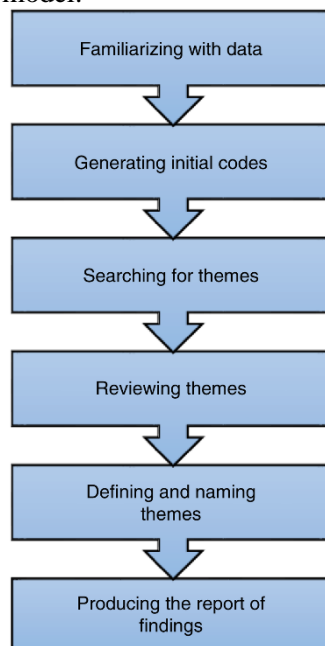 model.
Familiarizing with data
Generating initial codes
Searching for themes
Reviewing themes
Defining and naming
themes
Producing the report of
findings